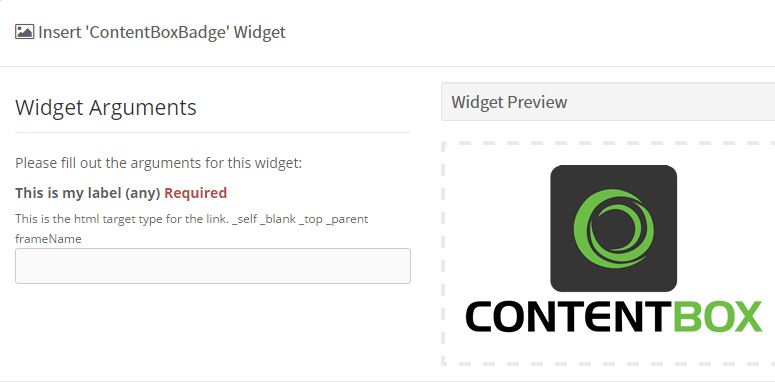 Insert 'ContentBoxBadge' Widget
Widget Arguments
Please fill out the arguments for this widget:
This is my label (any) Required
This is the html target type for the link. _self _blank _top _parent
frameName
Widget Preview
CONTENTBOX